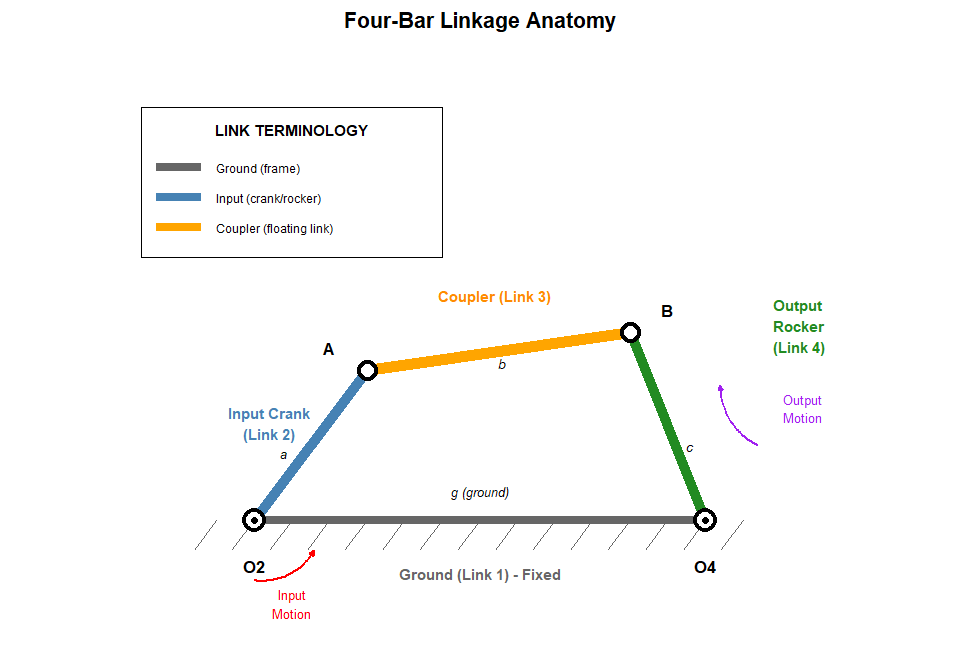 Four-Bar Linkage Anatomy
LINK TERMINOLOGY
Ground (frame)
Input (crank/rocker)
Coupler (floating link)
Coupler (Link 3)
B
Output
Rocker
(Link 4)
A
b
Output
Motion
Input Crank
(Link 2)
a
c
g (ground)
O2
Ground (Link 1) - Fixed
O4
Input
Motion